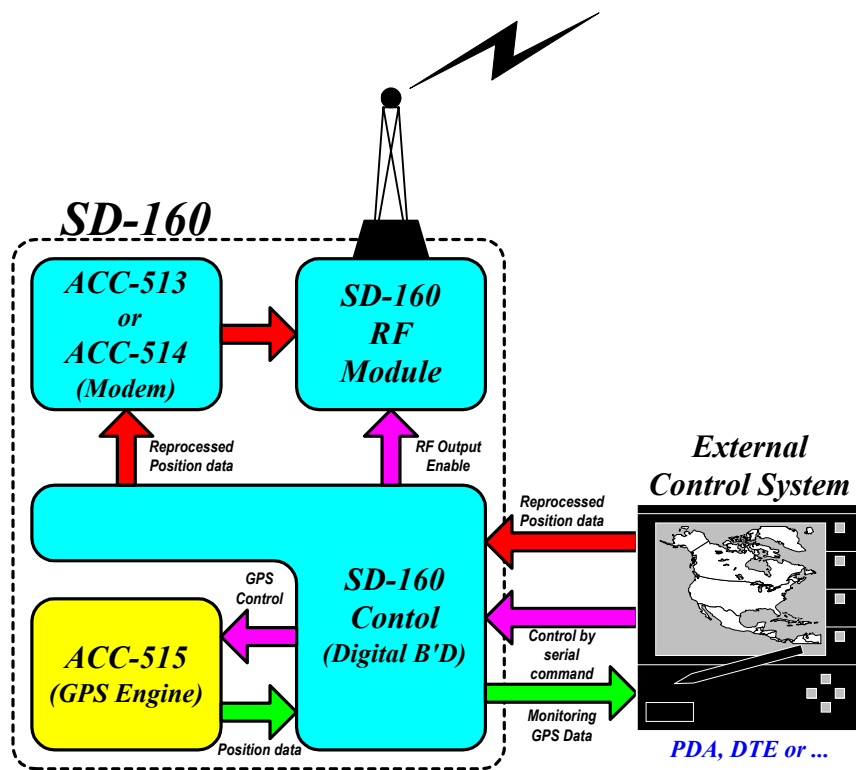 SD-160
ACC-513
or
ACC-514
(Modem)
SD-160
RF
Module
Reprocessed
Position data
RF Output
Enable
External
Control System
Reprocessed
Position data
GPS
Control
SD-160
Contol
(Digital B'D)
ACC-515
(GPS Engine)
Control by
serial
command
Position data
Monitoring
GPS Data
PDA, DTE or ...